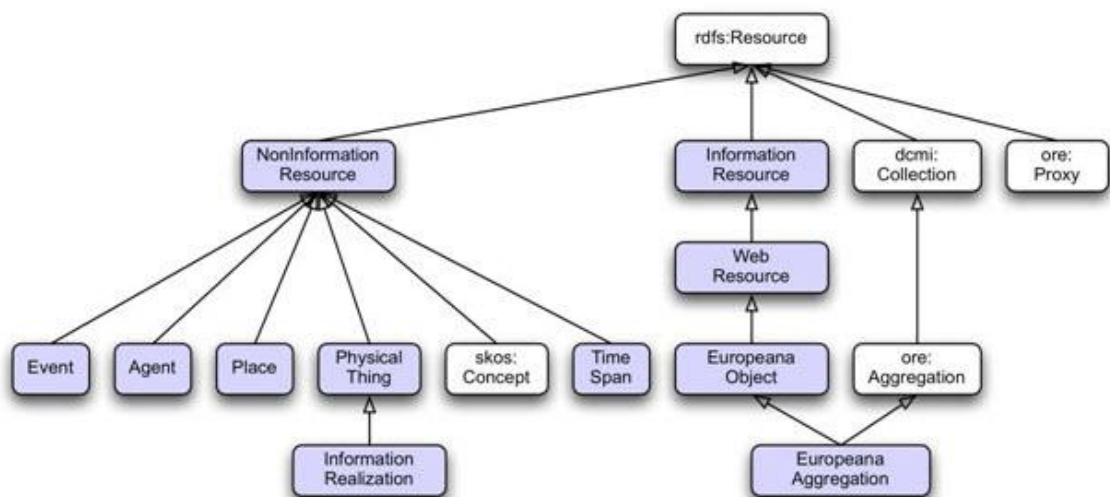 rdfs:Resource
NonInformation
Resource
Information
Resource
dcmi:
Collection
ore:
Proxy
Web
Resource
Event
Agent
Place
Physical
Thing
skos:
Concept
Time
Span
Europeana
Object
ore:
Aggregation
Information
Realization
Europeana
Aggregation